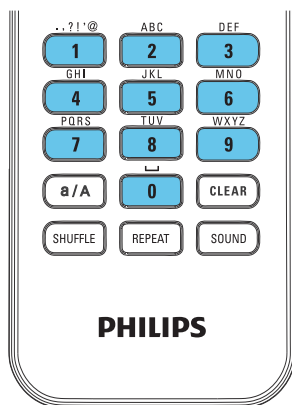 .,?!'@ ABC DEF
1 2 3
GHI JKL MNO
4 5 6
PQRS TUV WXYZ
7 8 9
a/A 0 CLEAR
SHUFFLE REPEAT SOUND
PHILIPS